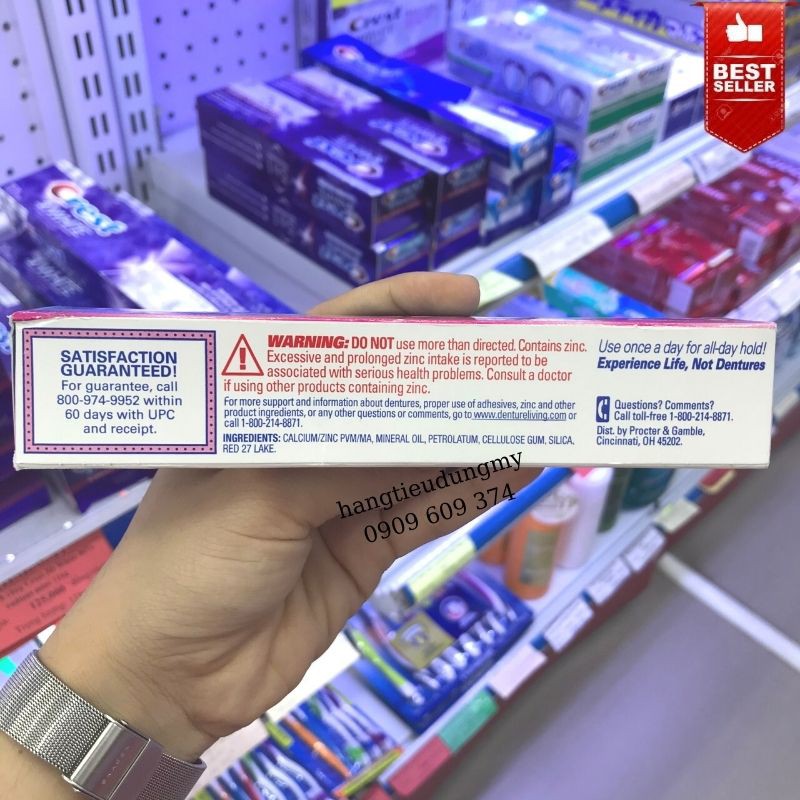 BEST
SELLER
Crest
SATISFACTION
GUARANTEED!
For guarantee, call
800-974-9952 within
60 days with UPC
and receipt.
WARNING: DO NOT use more than directed. Contains zinc.
Excessive and prolonged zinc intake is reported to be
associated with serious health problems. Consult a doctor
if using other products containing zinc.
For more support and information about dentures, proper use of adhesives, zinc and other
product ingredients, or any other questions or comments, go to www.dentureliving.com or
call 1-800-214-8871.
INGREDIENTS: CALCIUM/ZINC PVM/MA, MINERAL OIL, PETROLATUM, CELLULOSE GUM, SILICA,
RED 27 LAKE.
Use once a day for all-day hold!
Experience Life, Not Dentures
Questions? Comments?
Call toll-free 1-800-214-8871.
Dist. by Procter & Gamble,
Cincinnati, OH 45202.
hangtieudungmy
0909 609 374